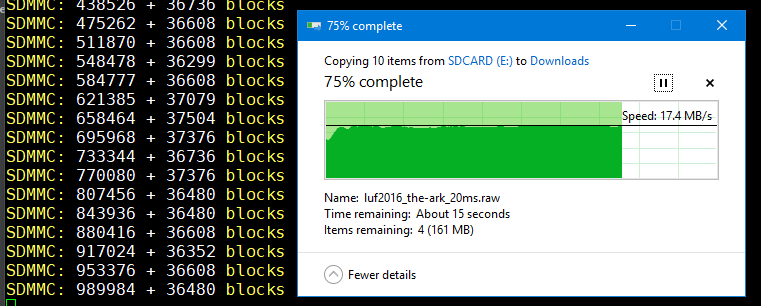 SDMMC: 438526 + 36736 blocks
SDMMC: 475262 + 36608 blocks
SDMMC: 511870 + 36608 blocks
SDMMC: 548478 + 36299 blocks
SDMMC: 584777 + 36608 blocks
SDMMC: 621385 + 37079 blocks
SDMMC: 658464 + 37504 blocks
SDMMC: 695968 + 37376 blocks
SDMMC: 733344 + 36736 blocks
SDMMC: 770080 + 37376 blocks
SDMMC: 807456 + 36480 blocks
SDMMC: 843936 + 36480 blocks
SDMMC: 880416 + 36608 blocks
SDMMC: 917024 + 36352 blocks
SDMMC: 953376 + 36608 blocks
SDMMC: 989984 + 36480 blocks
75% complete
Copying 10 items from SDCARD (E:) to Downloads
75% complete
Speed: 17.4 MB/s
Name: luf2016_the-ark_20ms.raw
Time remaining: About 15 seconds
Items remaining: 4 (161 MB)
Fewer details